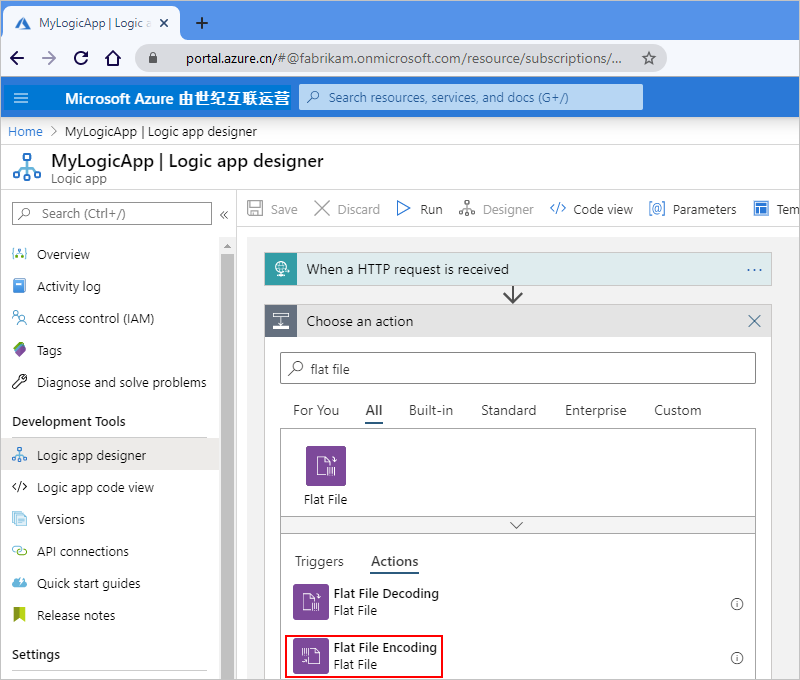 MyLogicApp | Logic a
portal.azure.cn/#@fabrikam.onmicrosoft.com/resource/subscriptions/...
Microsoft Azure 由世纪互联运营
Search resources, services, and docs (G+/)
Home > MyLogicApp | Logic app designer
MyLogicApp | Logic app designer
Logic app
Search (Ctrl+/)
«
Save
Discard
Run
Designer
Code view
Parameters
Tem
Overview
Activity log
Access control (IAM)
Tags
Diagnose and solve problems
Development Tools
Logic app designer
Logic app code view
Versions
API connections
Quick start guides
Release notes
Settings
When a HTTP request is received
...
Choose an action
flat file
For You
All
Built-in
Standard
Enterprise
Custom
Flat File
Triggers
Actions
Flat File Decoding
Flat File
Flat File Encoding
Flat File